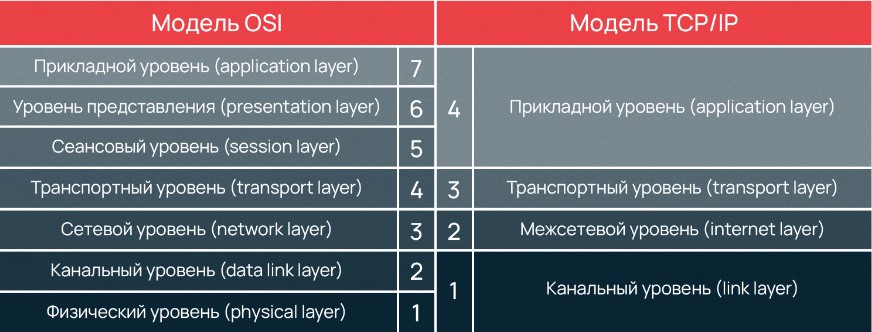 Модель OSI
Модель TCP/IP
Прикладной уровень (application layer)
7
Уровень представления (presentation layer)
6
4
Прикладной уровень (application layer)
Сеансовый уровень (session layer)
5
Транспортный уровень (transport layer)
4
3
Транспортный уровень (transport layer)
Сетевой уровень (network layer)
3
2
Межсетевой уровень (internet layer)
Канальный уровень (data link layer)
2
1
Канальный уровень (link layer)
Физический уровень (physical layer)
1